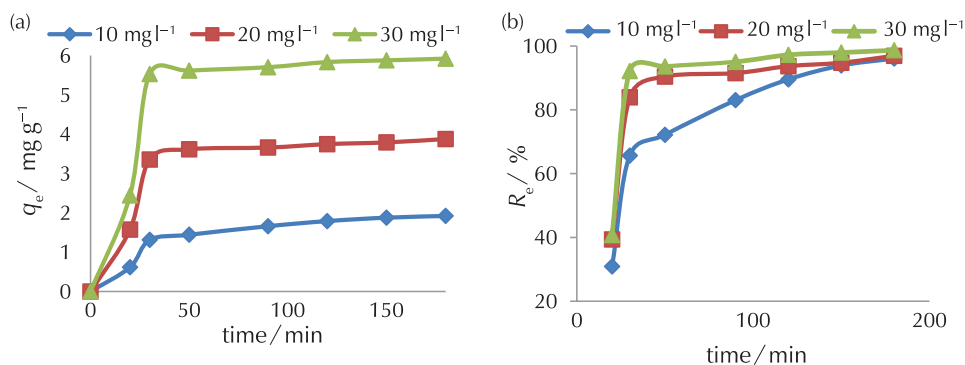 (a)
10 mg l⁻¹ 20 mg l⁻¹ 30 mg l⁻¹
6
5
4
3
2
1
0
qₑ / mg g⁻¹
0 50 100 150
time / min
(b)
10 mg l⁻¹ 20 mg l⁻¹ 30 mg l⁻¹
100
80
60
40
20
Rₑ / %
0 100 200
time / min